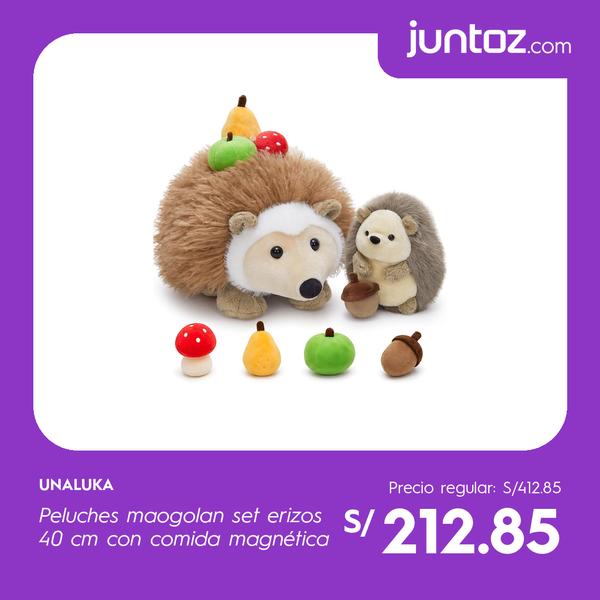 juntoz.com
UNALUKA
Peluches maogolan set erizos
40 cm con comida magnética
Precio regular: S/412.85
S/212.85